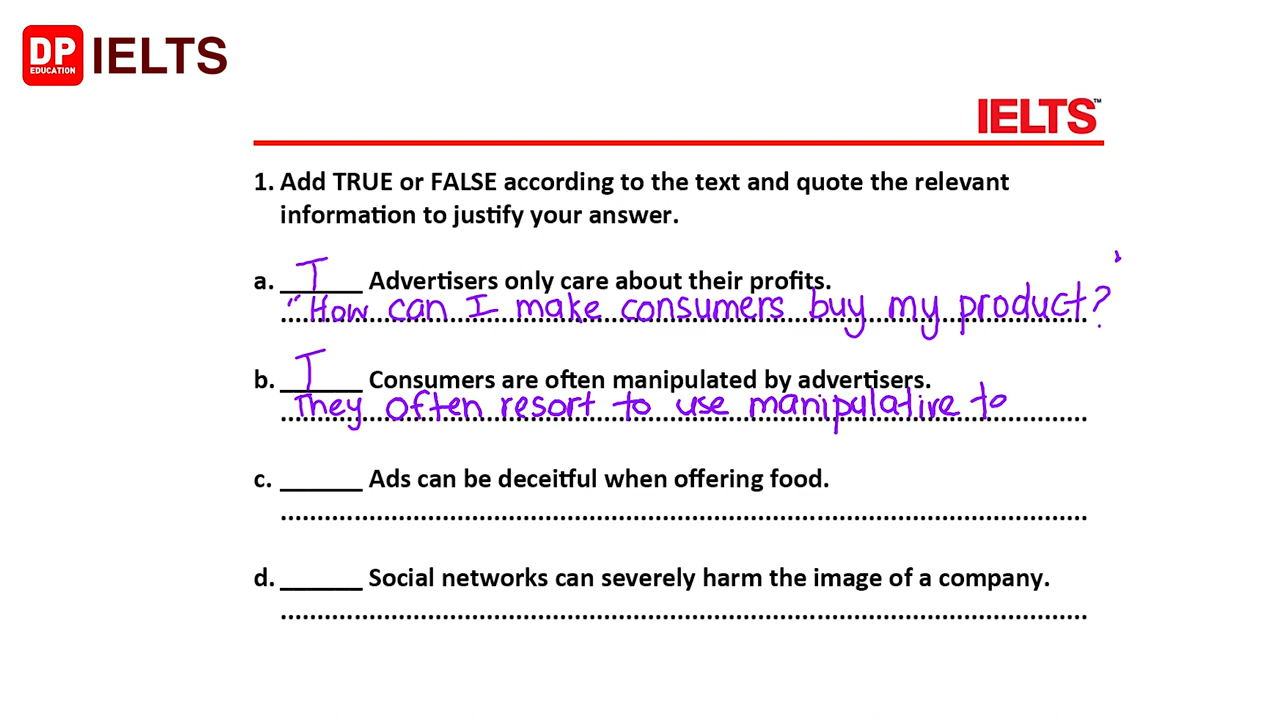 DP EDUCATION IELTS
IELTS™
1. Add TRUE or FALSE according to the text and quote the relevant
information to justify your answer.
a. T Advertisers only care about their profits.
"How can I make consumers buy my product?
b. T Consumers are often manipulated by advertisers.
They often resort to use manipulative to
c. ______ Ads can be deceitful when offering food.
d. ______ Social networks can severely harm the image of a company.